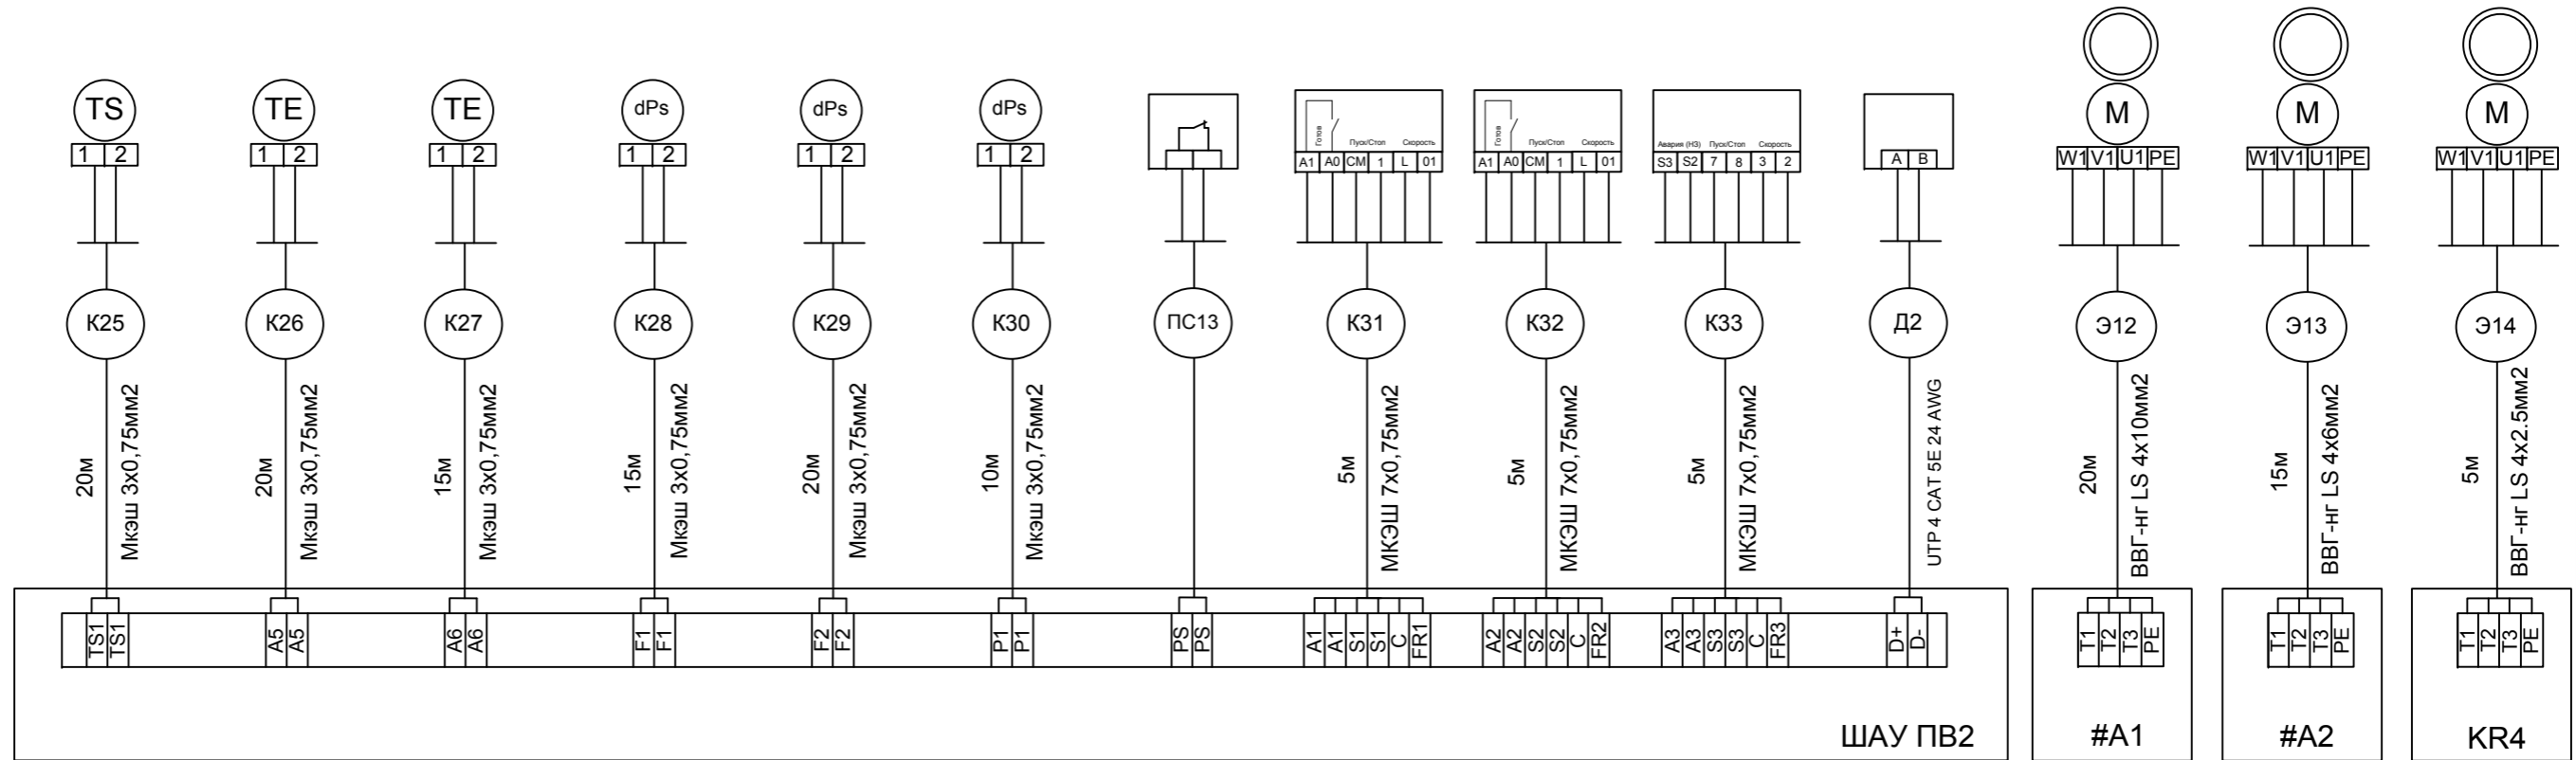 TS TE TE dPs dPs dPs M M M
1 2 1 2 1 2 1 2 1 2 1 2
Готов Пуск/Стоп Скорость
A1 A0 CM 1 L 01
Готов Пуск/Стоп Скорость
A1 A0 CM 1 L 01
Авария (НЗ) Пуск/Стоп Скорость
S3 S2 7 8 3 2
A B
W1 V1 U1 PE W1 V1 U1 PE W1 V1 U1 PE
К25 К26 К27 К28 К29 К30 ПС13 К31 К32 К33 Д2 Э12 Э13 Э14
20м
Мкэш 3х0,75мм2
20м
Мкэш 3х0,75мм2
15м
Мкэш 3х0,75мм2
15м
Мкэш 3х0,75мм2
20м
Мкэш 3х0,75мм2
10м
Мкэш 3х0,75мм2
5м
МКЭШ 7х0,75мм2
5м
МКЭШ 7х0,75мм2
5м
МКЭШ 7х0,75мм2
UTP 4 CAT 5E 24 AWG
20м
ВВГ-нг LS 4х10мм2
15м
ВВГ-нг LS 4х6мм2
5м
ВВГ-нг LS 4х2.5мм2
TS1 TS1 A5 A5 A6 A6 F1 F1 F2 F2 P1 P1 PS PS A1 A1 S1 S1 C FR1 A2 A2 S2 S2 C FR2 A3 A3 S3 S3 C FR3 D+ D-
T1 T2 T3 PE T1 T2 T3 PE T1 T2 T3 PE
ШАУ ПВ2 #A1 #A2 KR4